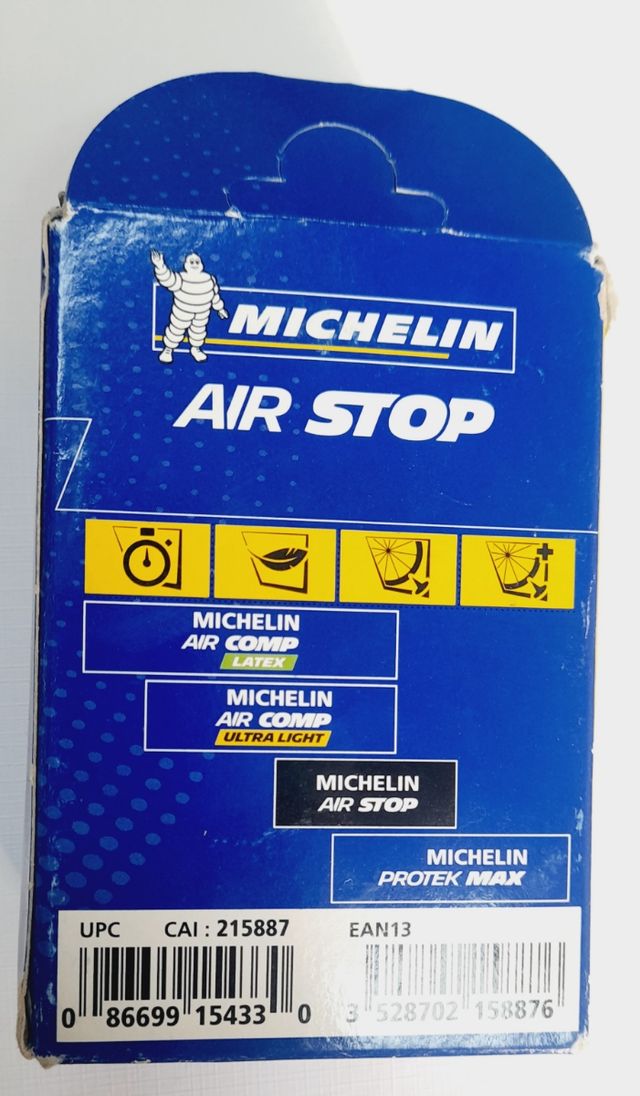 MICHELIN
AIR STOP
MICHELIN
AIR COMP
LATEX
MICHELIN
AIR COMP
ULTRA LIGHT
MICHELIN
AIR STOP
MICHELIN
PROTEK MAX
UPC CAI : 215887 EAN13
0 86699 15433 0 3 528702 158876